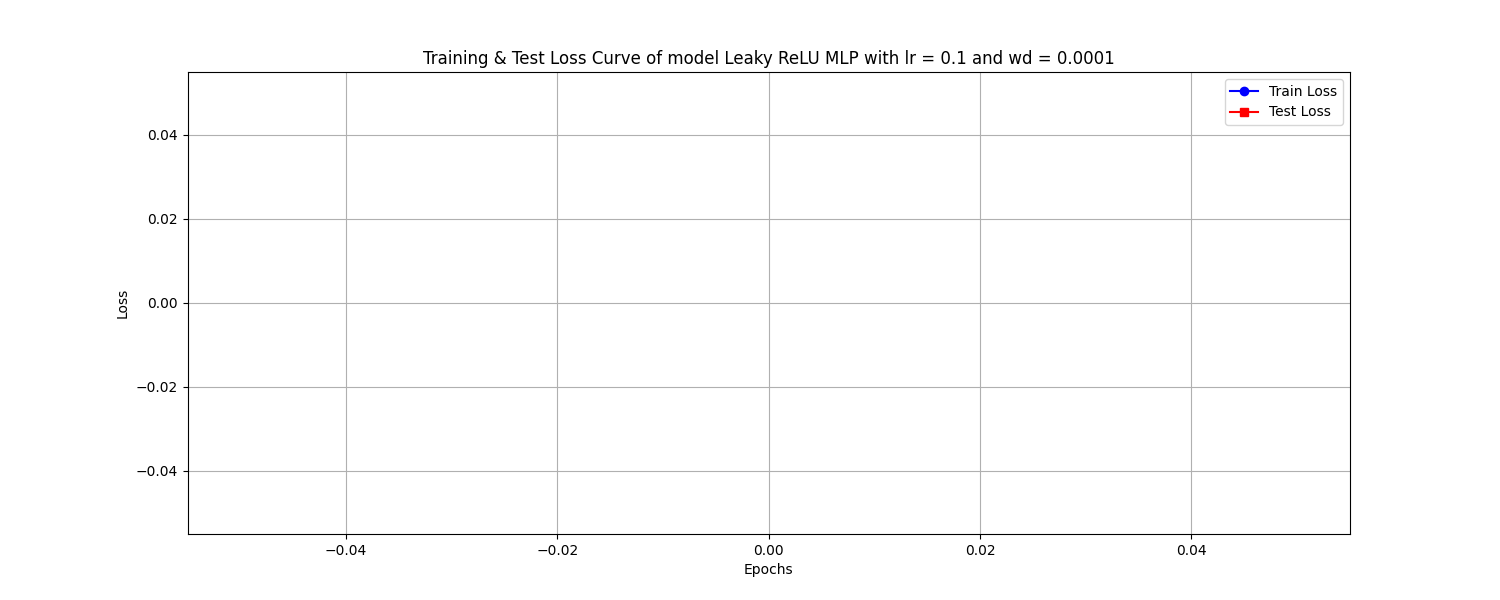 Training & Test Loss Curve of model Leaky ReLU MLP with lr = 0.1 and wd = 0.0001
Train Loss
Test Loss
0.04
0.02
0.00
−0.02
−0.04
Loss
−0.04 −0.02 0.00 0.02 0.04
Epochs